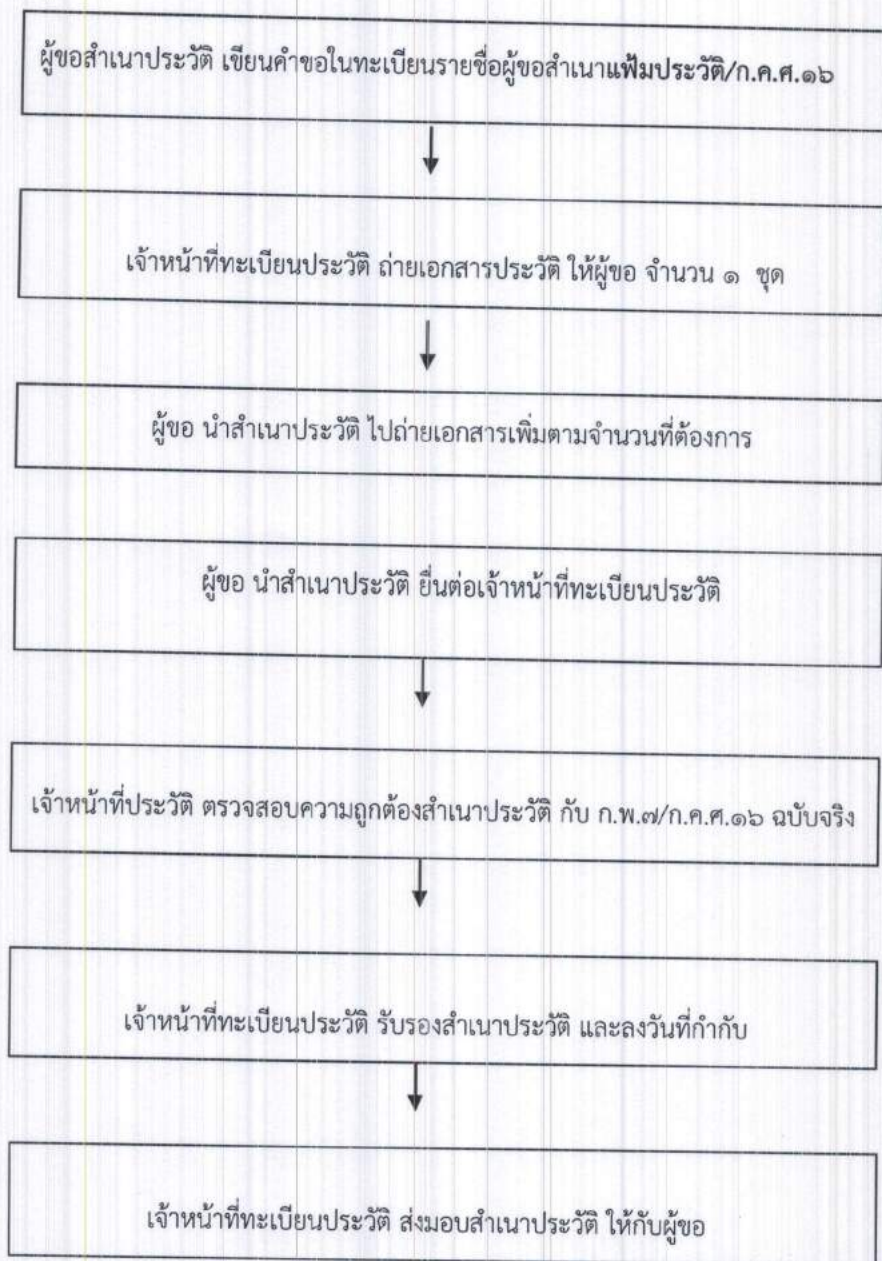 ผู้ขอสำเนาประวัติ เขียนคำขอในทะเบียนรายชื่อผู้ขอสำเนาแฟ้มประวัติ/ก.ค.ศ.๑๖
เจ้าหน้าที่ทะเบียนประวัติ ถ่ายเอกสารประวัติ ให้ผู้ขอ จำนวน ๑ ชุด
ผู้ขอ นำสำเนาประวัติ ไปถ่ายเอกสารเพิ่มตามจำนวนที่ต้องการ
ผู้ขอ นำสำเนาประวัติ ยื่นต่อเจ้าหน้าที่ทะเบียนประวัติ
เจ้าหน้าที่ประวัติ ตรวจสอบความถูกต้องสำเนาประวัติ กับ ก.พ.๗/ก.ค.ศ.๑๖ ฉบับจริง
เจ้าหน้าที่ทะเบียนประวัติ รับรองสำเนาประวัติ และลงวันที่กำกับ
เจ้าหน้าที่ทะเบียนประวัติ ส่งมอบสำเนาประวัติ ให้กับผู้ขอ